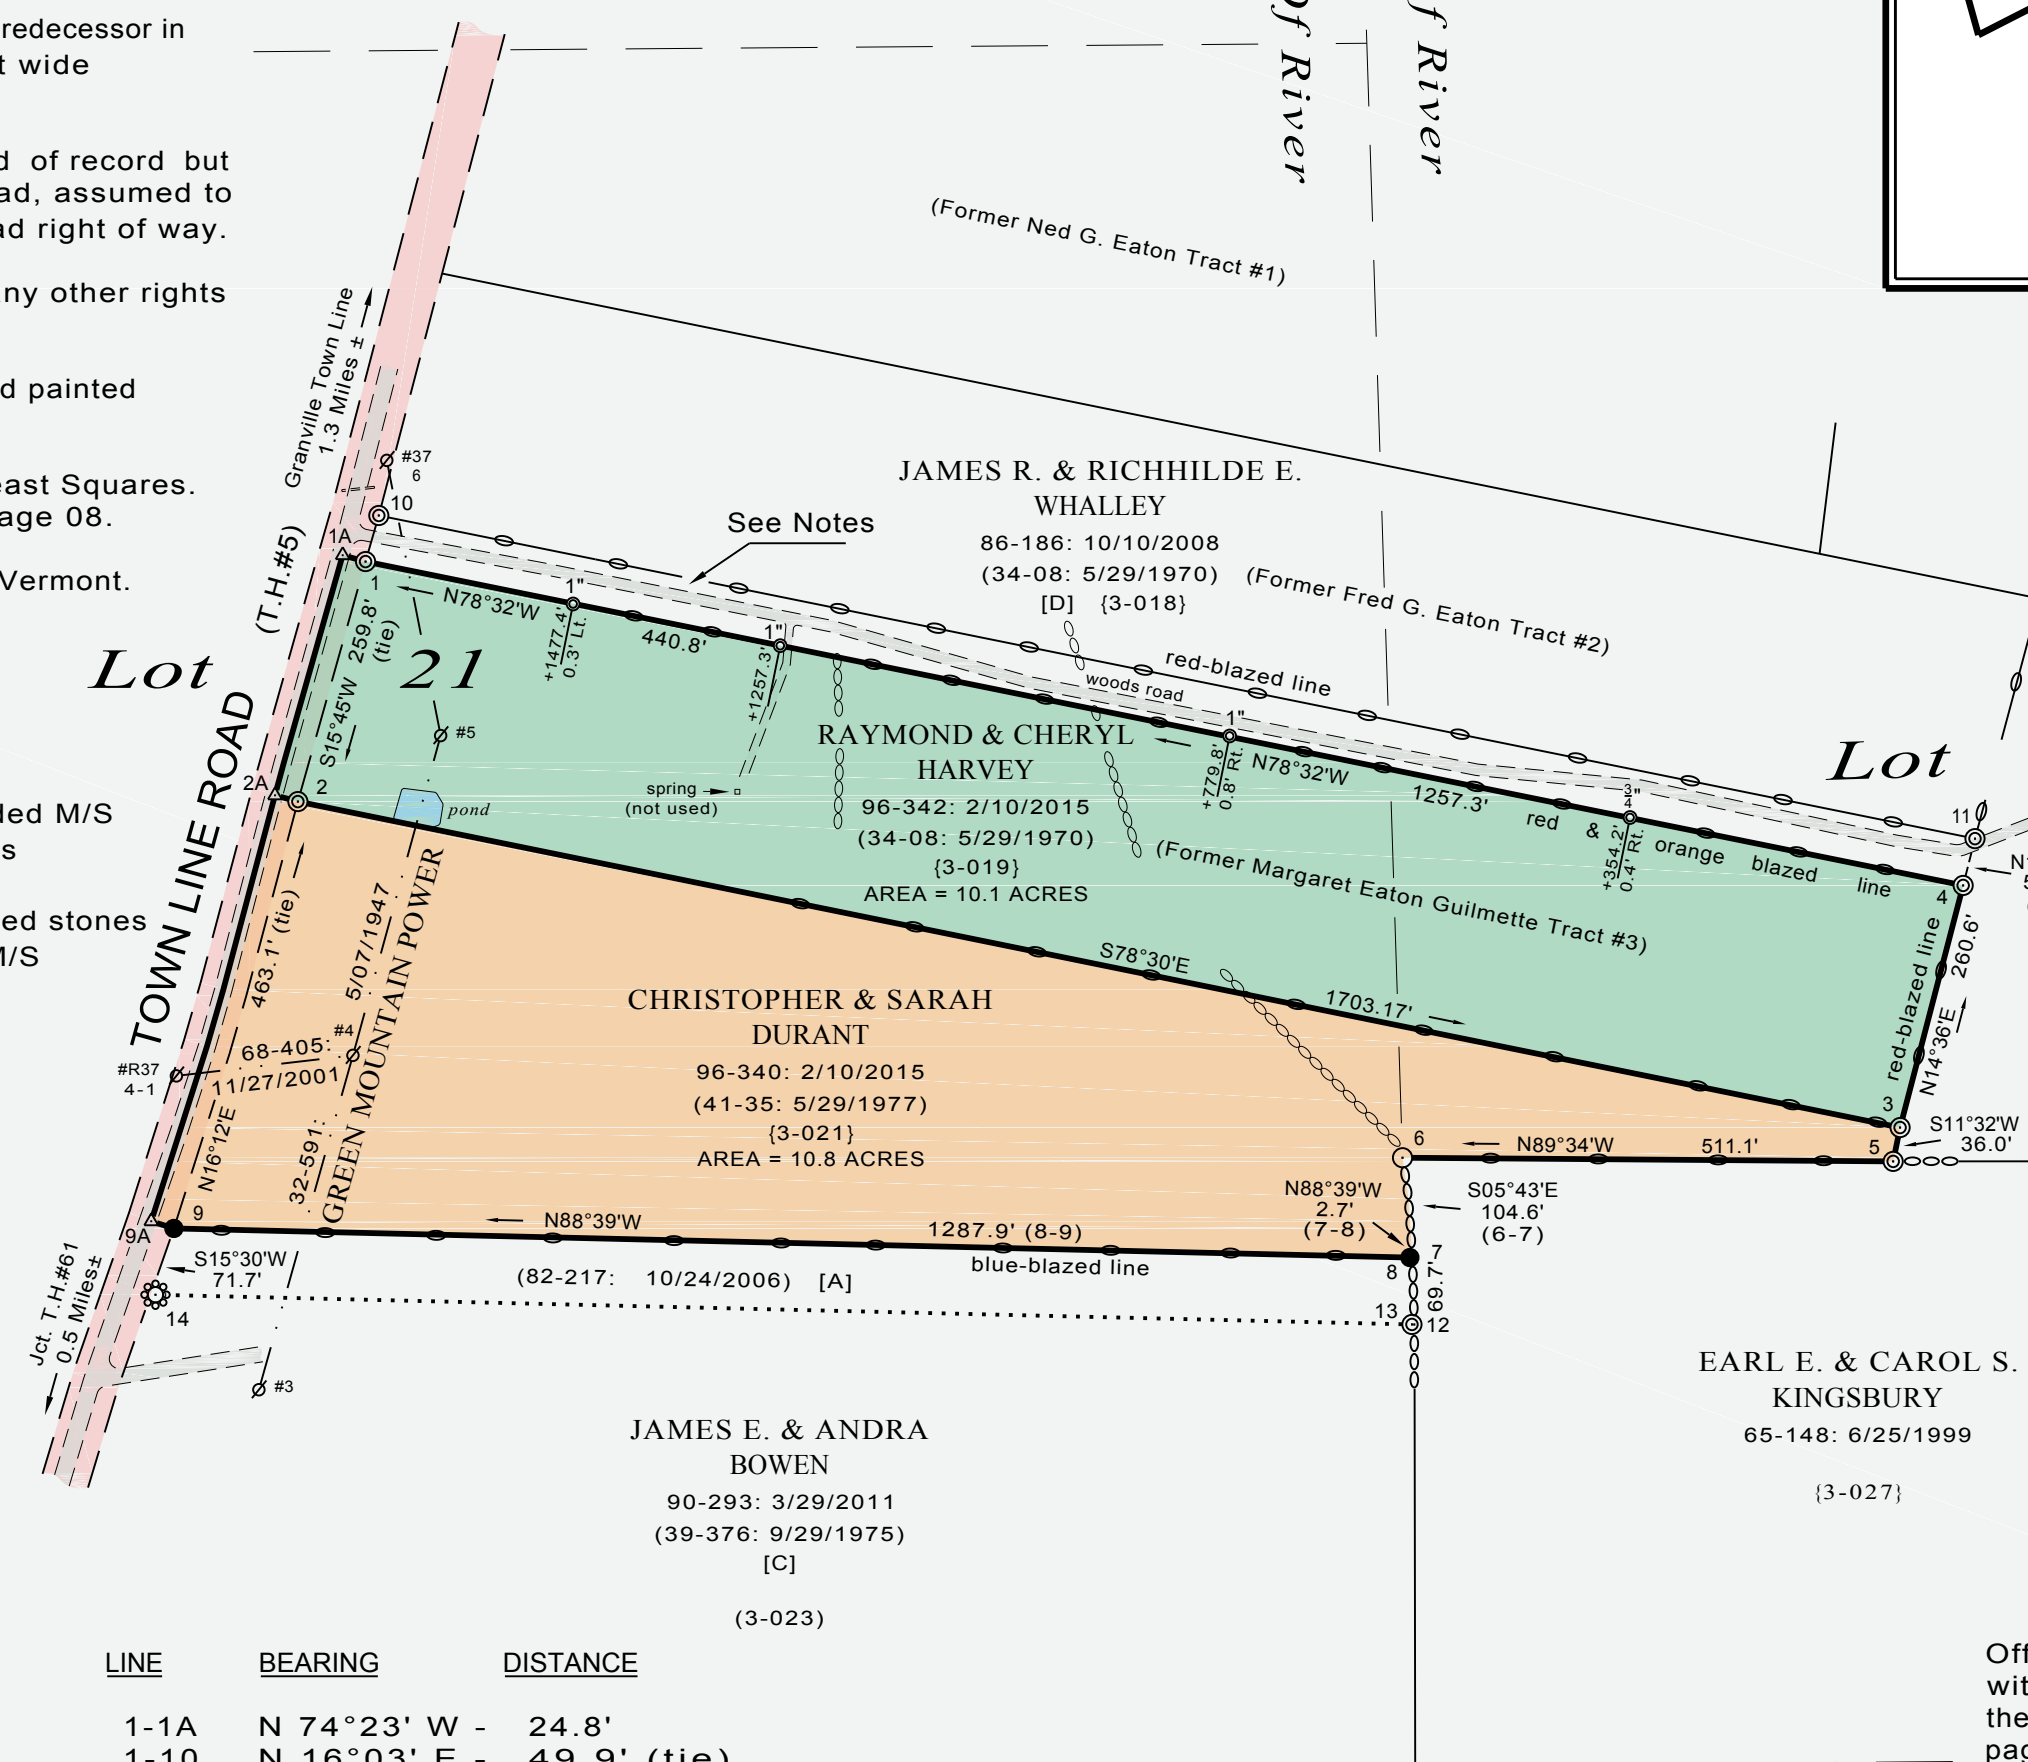 redecessor in
t wide
d of record but
ad, assumed to
ad right of way.
any other rights
d painted
east Squares.
age 08.
Vermont.
ded M/S
s
ed stones
M/S
Of River
f River
(Former Ned G. Eaton Tract #1)
Granville Town Line
1.3 Miles ±
#37
6
10
(T.H.#5)
TOWN LINE ROAD
Lot
21
Lot
See Notes
JAMES R. & RICHHILDE E.
WHALLEY
86-186: 10/10/2008
(34-08: 5/29/1970)
[D] {3-018}
(Former Fred G. Eaton Tract #2)
red-blazed line
woods road
1A
1
N78°32'W
440.8'
1"
+1477.4'
0.3' Lt.
1"
+1257.3'
1"
+779.8'
0.8' Rt.
N78°32'W
1257.3'
3/4"
+354.2'
0.4' Rt.
red & orange blazed line
11
N1
5
4
S15°45'W 259.8'
(tie)
#5
2A
2
pond
spring
(not used)
RAYMOND & CHERYL
HARVEY
96-342: 2/10/2015
(34-08: 5/29/1970)
{3-019}
AREA = 10.1 ACRES
(Former Margaret Eaton Guilmette Tract #3)
S78°30'E
1703.17'
red-blazed line
N14°36'E 260.6'
3
S11°32'W
36.0'
5
CHRISTOPHER & SARAH
DURANT
96-340: 2/10/2015
(41-35: 5/29/1977)
{3-021}
AREA = 10.8 ACRES
N16°12'E 463.1' (tie)
#R37
4-1
68-405:
11/27/2001
#4
32-591: 5/07/1947
GREEN MOUNTAIN POWER
6
N89°34'W
511.1'
N88°39'W
2.7'
(7-8)
S05°43'E
104.6'
(6-7)
9
9A
N88°39'W
1287.9' (8-9)
blue-blazed line
7
8
69.7'
S15°30'W
71.7'
(82-217: 10/24/2006) [A]
14
13
12
Jct. T.H.#61
0.5 Miles±
#3
JAMES E. & ANDRA
BOWEN
90-293: 3/29/2011
(39-376: 9/29/1975)
[C]
(3-023)
EARL E. & CAROL S.
KINGSBURY
65-148: 6/25/1999
{3-027}
LINE BEARING DISTANCE
1-1A N 74°23' W - 24.8'
1-10 N 16°03' E - 49.9' (tie)
Off
wit
the
pac